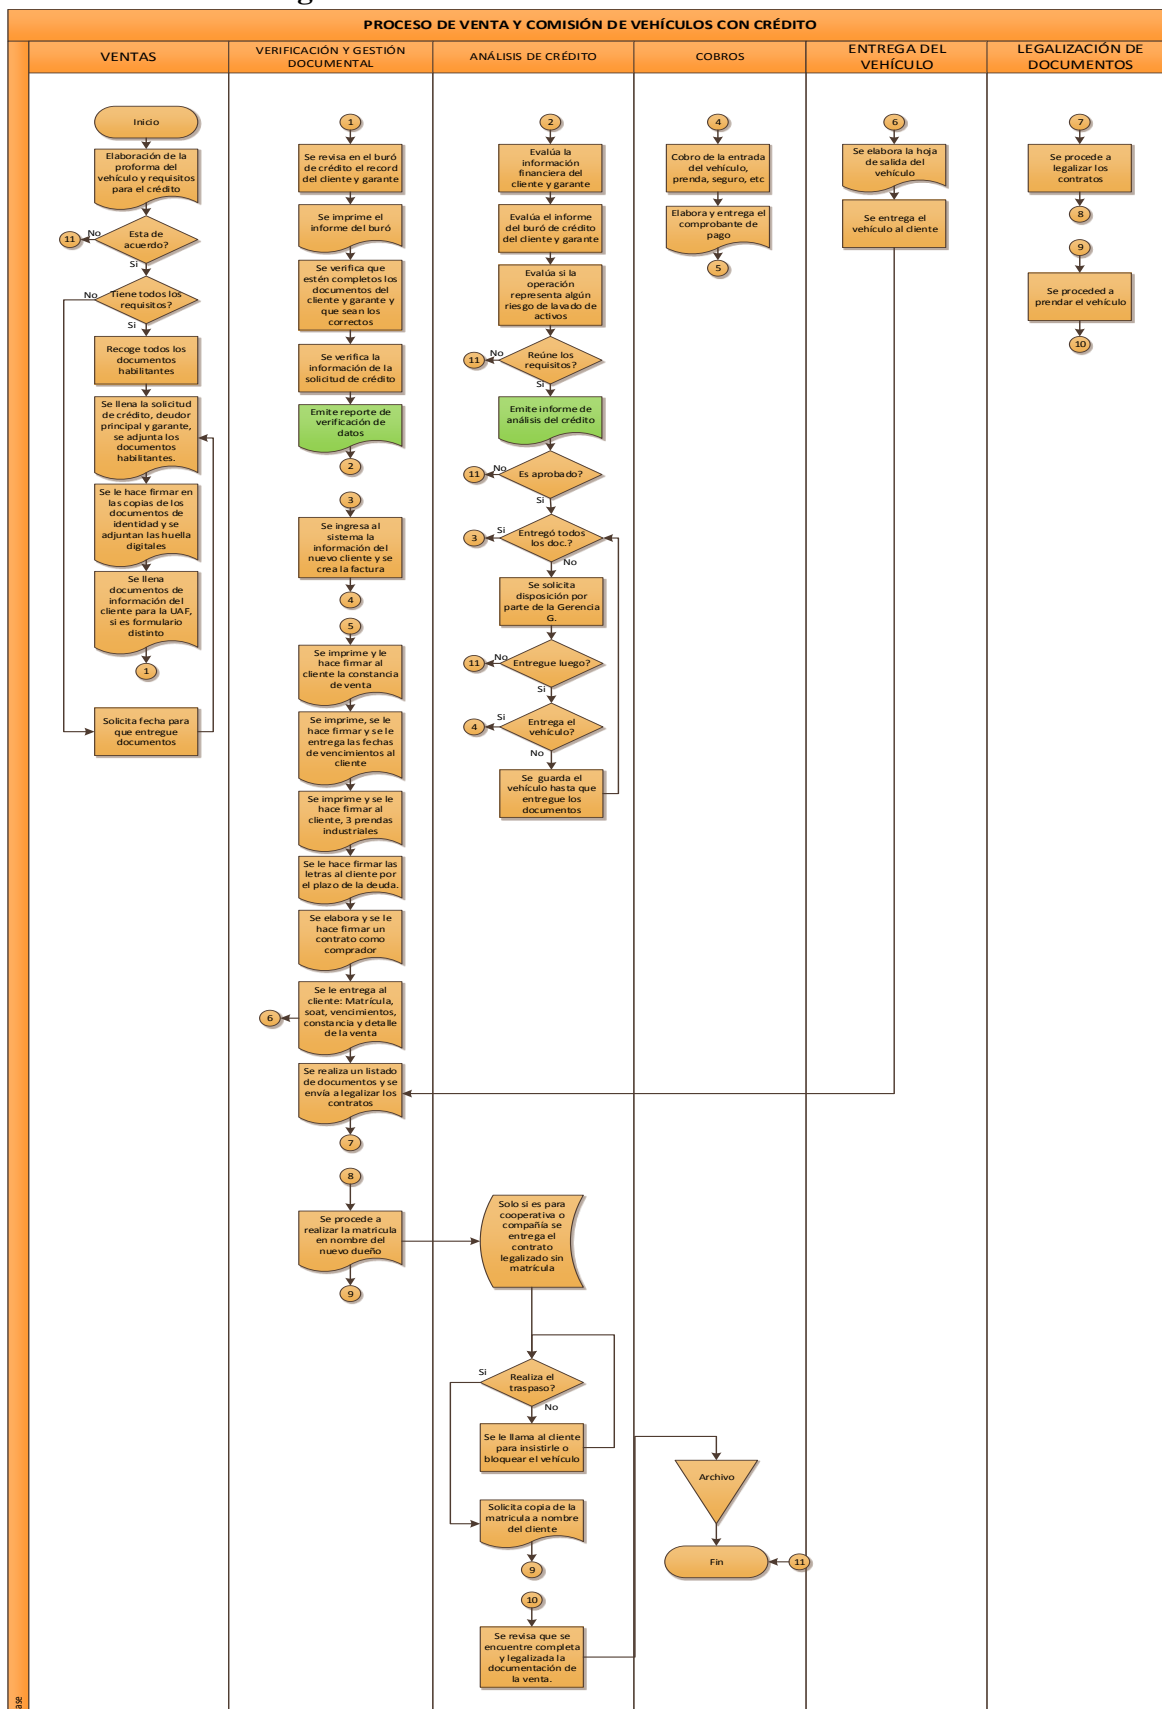 PROCESO DE VENTA Y COMISIÓN DE VEHÍCULOS CON CRÉDITO
VENTAS
VERIFICACIÓN Y GESTIÓN
DOCUMENTAL
ANÁLISIS DE CRÉDITO
COBROS
ENTREGA DEL
VEHÍCULO
LEGALIZACIÓN DE
DOCUMENTOS
Inicio
Elaboración de la
proforma del
vehículo y requisitos
para el crédito
Esta de
acuerdo?
No
11
Si
Tiene todos los
requisitos?
No
Si
Recoge todos los
documentos
habilitantes
Se llena la solicitud
de crédito, deudor
principal y garante,
se adjunta los
documentos
habilitantes.
Se le hace firmar en
las copias de los
documentos de
identidad y se
adjuntan las huella
digitales
Se llena
documentos de
información del
cliente para la UAF,
si es formulario
distinto
1
Solicita fecha para
que entregue
documentos
1
Se revisa en el buró
de crédito el record
del cliente y garante
Se imprime el
informe del buró
Se verifica que
estén completos los
documentos del
cliente y garante y
que sean los
correctos
Se verifica la
información de la
solicitud de crédito
Emite reporte de
verificación de
datos
2
3
Se ingresa al
sistema la
información del
nuevo cliente y se
crea la factura
4
5
Se imprime y le
hace firmar al
cliente la constancia
de venta
Se imprime, se le
hace firmar y se le
entrega las fechas
de vencimientos al
cliente
Se imprime y se le
hace firmar al
cliente, 3 prendas
industriales
Se le hace firmar las
letras al cliente por
el plazo de la deuda.
Se elabora y se le
hace firmar un
contrato como
comprador
Se le entrega al
cliente: Matrícula,
soat, vencimientos,
constancia y detalle
de la venta
6
Se realiza un listado
de documentos y se
envía a legalizar los
contratos
7
8
Se procede a
realizar la matricula
en nombre del
nuevo dueño
9
2
Evalúa la
información
financiera del
cliente y garante
Evalúa el informe
del buró de crédito
del cliente y garante
Evalúa si la
operación
representa algún
riesgo de lavado de
activos
Reúne los
requisitos?
No
11
Si
Emite informe de
análisis del crédito
Es aprobado?
No
11
Si
Entregó todos
los doc.?
Si
3
No
Se solicita
disposición por
parte de la Gerencia
G.
Entregue luego?
No
11
Si
Entrega el
vehículo?
Si
4
No
Se guarda el
vehículo hasta que
entregue los
documentos
Solo si es para
cooperativa o
compañía se
entrega el
contrato
legalizado sin
matrícula
Realiza el
traspaso?
Si
No
Se le llama al cliente
para insistirle o
bloquear el vehículo
Solicita copia de la
matricula a nombre
del cliente
9
10
Se revisa que se
encuentre completa
y legalizada la
documentación de
la venta.
4
Cobro de la entrada
del vehículo,
prenda, seguro, etc
Elabora y entrega el
comprobante de
pago
5
Archivo
Fin
11
6
Se elabora la hoja
de salida del
vehículo
Se entrega el
vehículo al cliente
7
Se procede a
legalizar los
contratos
8
9
Se proceded a
prendar el vehículo
10